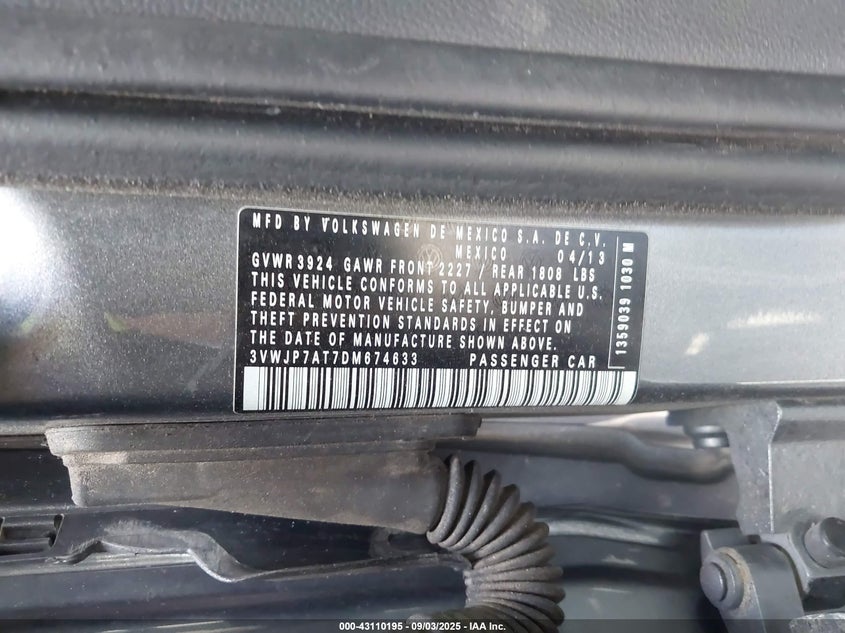 MFD BY VOLKSWAGEN DE MEXICO S.A. DE C.V.
MEXICO 04/13
GVWR 3924 GAWR FRONT 2227 / REAR 1808 LBS
THIS VEHICLE CONFORMS TO ALL APPLICABLE U.S.
FEDERAL MOTOR VEHICLE SAFETY, BUMPER AND
THEFT PREVENTION STANDARDS IN EFFECT ON
THE DATE OF MANUFACTURE SHOWN ABOVE.
3VWJP7AT7DM674633 PASSENGER CAR
1359039 1030 M
000-43110195 - 09/03/2025 - IAA Inc.